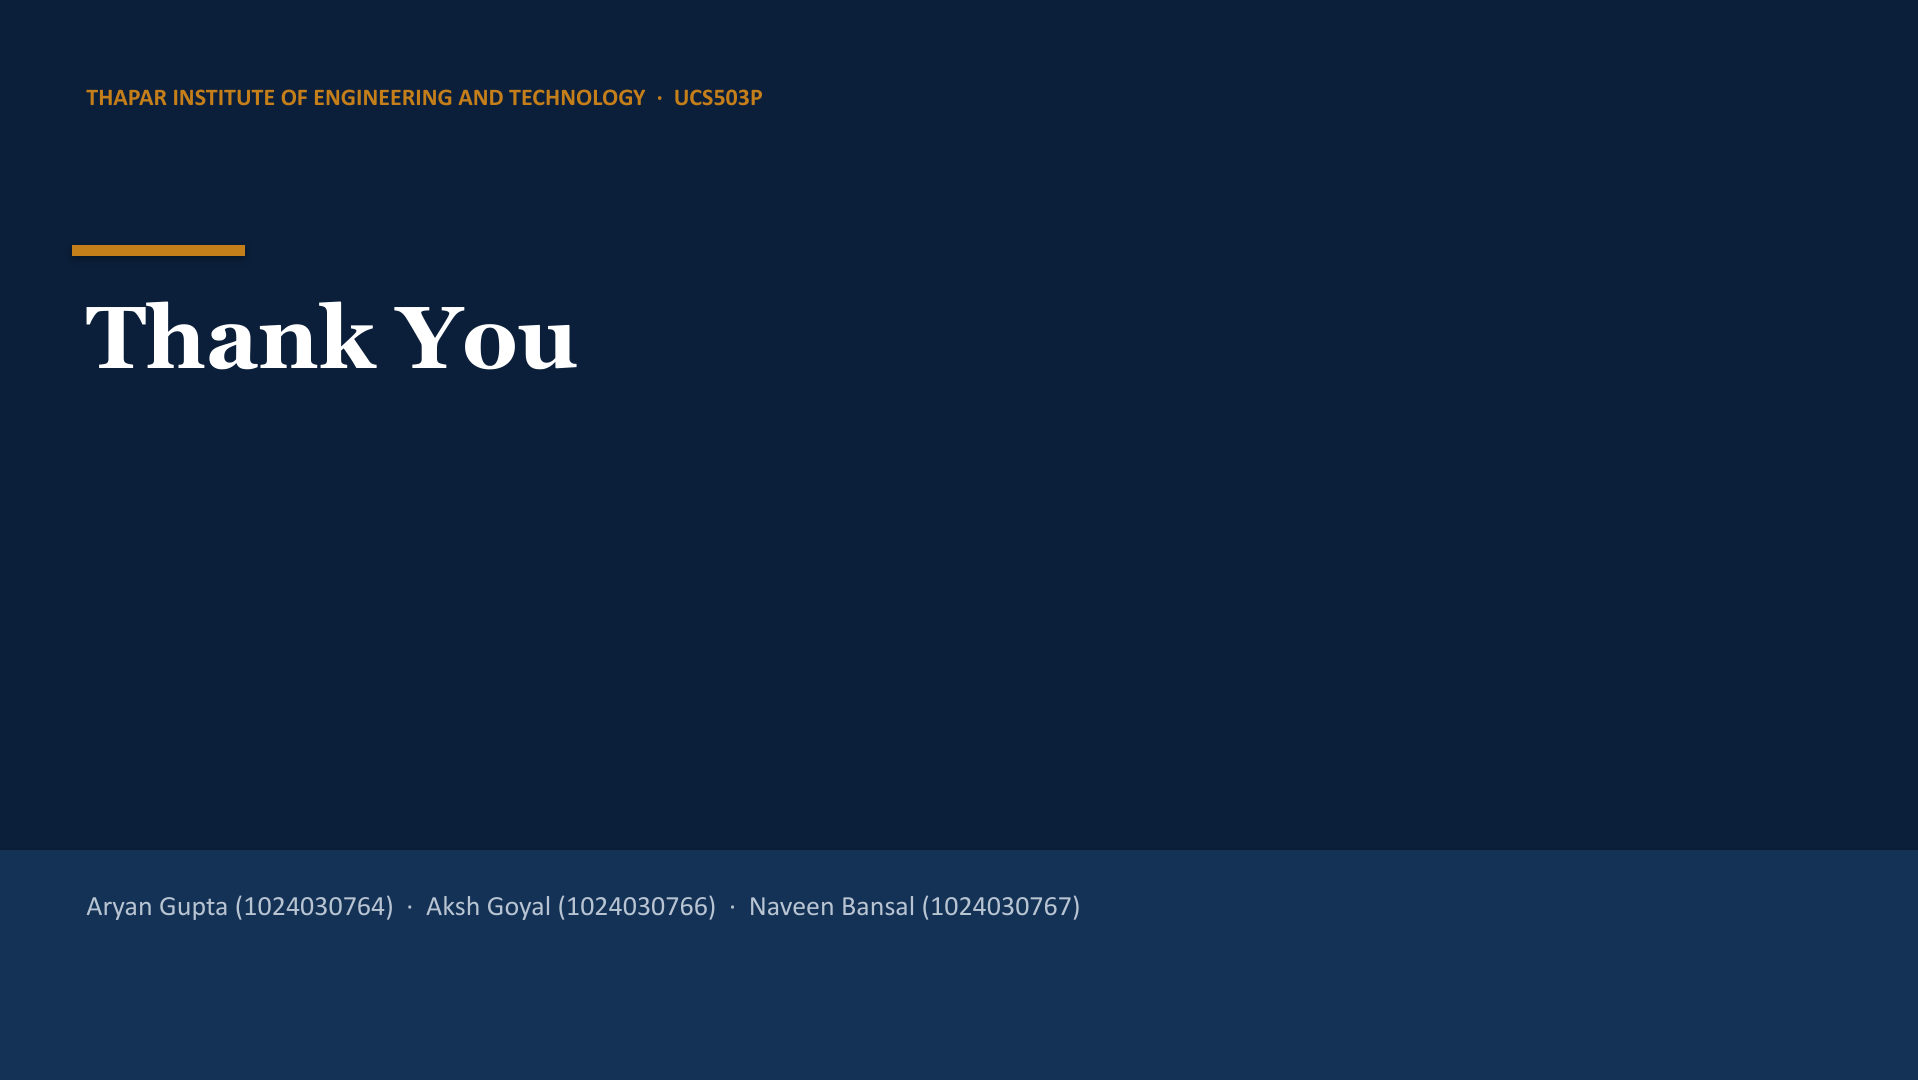 THAPAR INSTITUTE OF ENGINEERING AND TECHNOLOGY · UCS503P
Thank You
Aryan Gupta (1024030764) · Aksh Goyal (1024030766) · Naveen Bansal (1024030767)